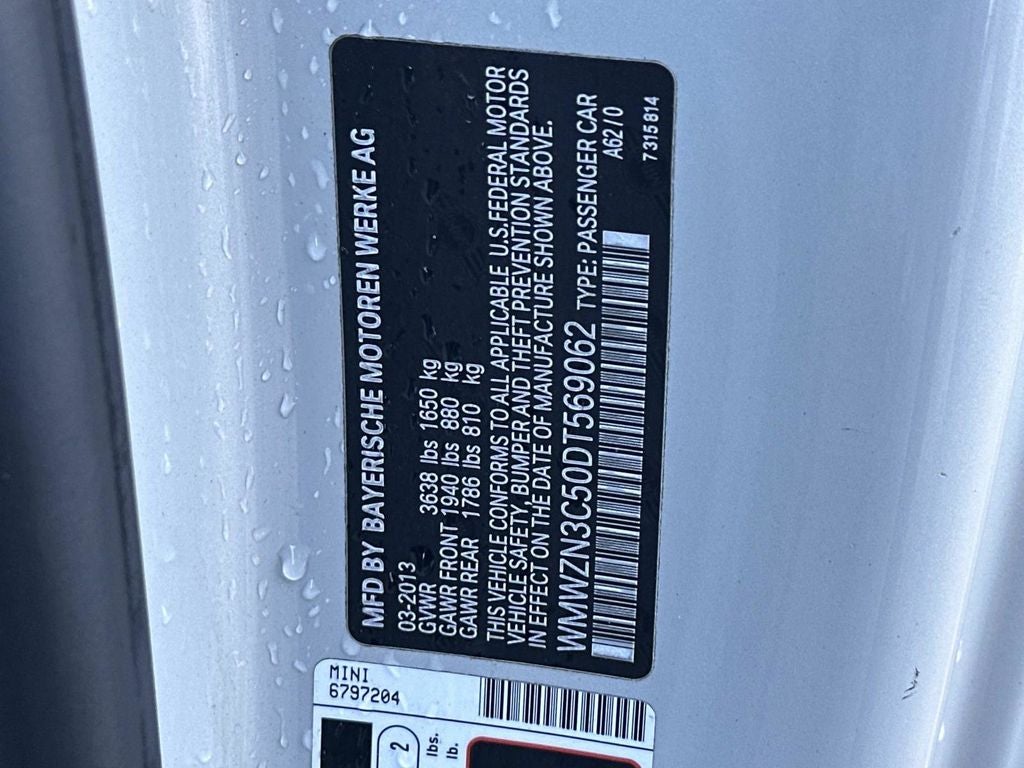 MFD BY BAYERISCHE MOTOREN WERKE AG
03-2013
GVWR 3638 lbs 1650 kg
GAWR FRONT 1940 lbs 880 kg
GAWR REAR 1786 lbs 810 kg
THIS VEHICLE CONFORMS TO ALL APPLICABLE U.S.FEDERAL MOTOR
VEHICLE SAFETY, BUMPER AND THEFT PREVENTION STANDARDS
IN EFFECT ON THE DATE OF MANUFACTURE SHOWN ABOVE.
WMWZN3C50DT569062 TYPE: PASSENGER CAR
A62/0
7 315 814
MINI
6797204
2
lbs.
lb.